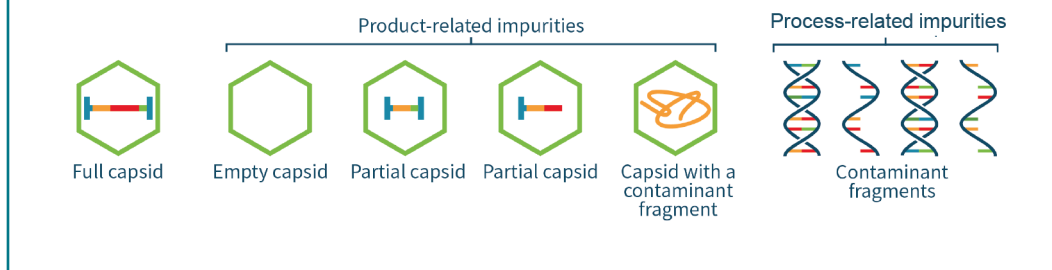 Product-related impurities
Process-related impurities
Full capsid
Empty capsid
Partial capsid
Partial capsid
Capsid with a
contaminant
fragment
Contaminant
fragments